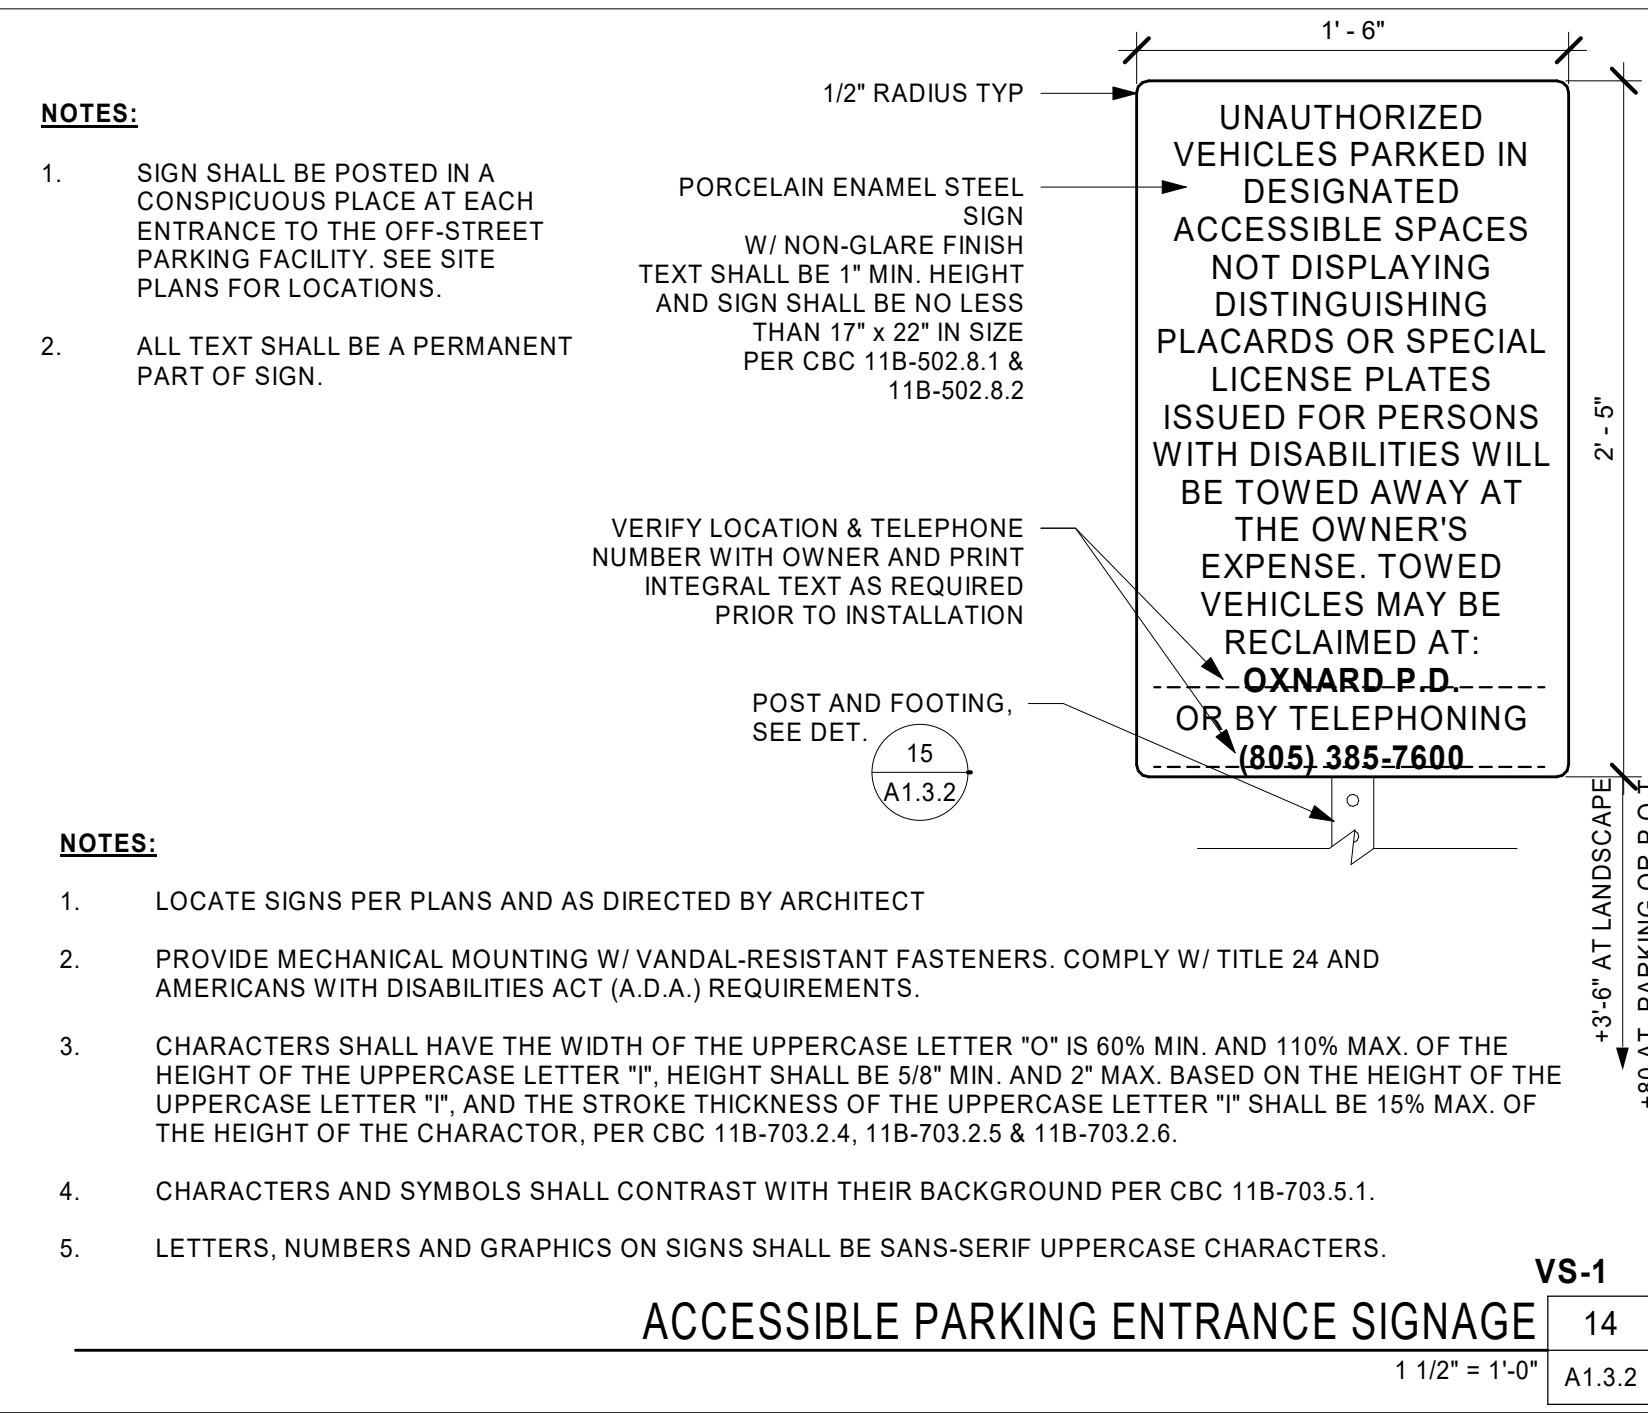 1' - 6"
1/2" RADIUS TYP
NOTES:
1. SIGN SHALL BE POSTED IN A
CONSPICUOUS PLACE AT EACH
ENTRANCE TO THE OFF-STREET
PARKING FACILITY. SEE SITE
PLANS FOR LOCATIONS.
2. ALL TEXT SHALL BE A PERMANENT
PART OF SIGN.
PORCELAIN ENAMEL STEEL
SIGN
W/ NON-GLARE FINISH
TEXT SHALL BE 1" MIN. HEIGHT
AND SIGN SHALL BE NO LESS
THAN 17" x 22" IN SIZE
PER CBC 11B-502.8.1 &
11B-502.8.2
VERIFY LOCATION & TELEPHONE
NUMBER WITH OWNER AND PRINT
INTEGRAL TEXT AS REQUIRED
PRIOR TO INSTALLATION
POST AND FOOTING,
SEE DET.
15
A1.3.2
UNAUTHORIZED
VEHICLES PARKED IN
DESIGNATED
ACCESSIBLE SPACES
NOT DISPLAYING
DISTINGUISHING
PLACARDS OR SPECIAL
LICENSE PLATES
ISSUED FOR PERSONS
WITH DISABILITIES WILL
BE TOWED AWAY AT
THE OWNER'S
EXPENSE. TOWED
VEHICLES MAY BE
RECLAIMED AT:
OXNARD P.D.
OR BY TELEPHONING
(805) 385-7600
2' - 5"
+3'-6" AT LANDSCAPE
+80 AT PARKING OR P.O.T
NOTES:
1. LOCATE SIGNS PER PLANS AND AS DIRECTED BY ARCHITECT
2. PROVIDE MECHANICAL MOUNTING W/ VANDAL-RESISTANT FASTENERS. COMPLY W/ TITLE 24 AND
AMERICANS WITH DISABILITIES ACT (A.D.A.) REQUIREMENTS.
3. CHARACTERS SHALL HAVE THE WIDTH OF THE UPPERCASE LETTER "O" IS 60% MIN. AND 110% MAX. OF THE
HEIGHT OF THE UPPERCASE LETTER "I", HEIGHT SHALL BE 5/8" MIN. AND 2" MAX. BASED ON THE HEIGHT OF THE
UPPERCASE LETTER "I", AND THE STROKE THICKNESS OF THE UPPERCASE LETTER "I" SHALL BE 15% MAX. OF
THE HEIGHT OF THE CHARACTOR, PER CBC 11B-703.2.4, 11B-703.2.5 & 11B-703.2.6.
4. CHARACTERS AND SYMBOLS SHALL CONTRAST WITH THEIR BACKGROUND PER CBC 11B-703.5.1.
5. LETTERS, NUMBERS AND GRAPHICS ON SIGNS SHALL BE SANS-SERIF UPPERCASE CHARACTERS.
VS-1
ACCESSIBLE PARKING ENTRANCE SIGNAGE
14
1 1/2" = 1'-0"
A1.3.2